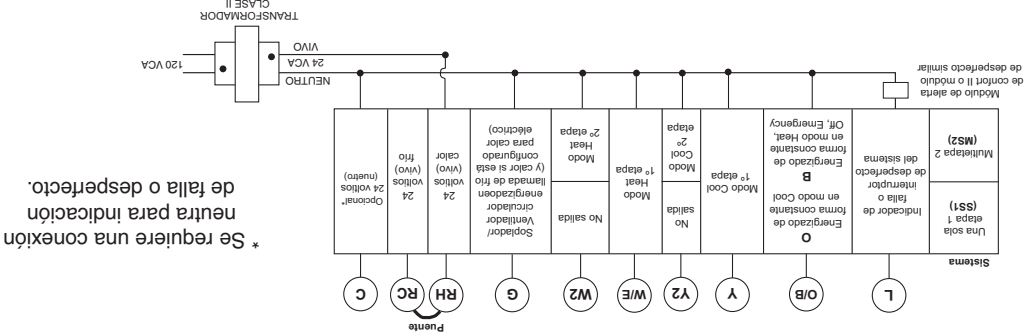 Puente
L
O/B
Y
Y2
W/E
W2
G
RH
RC
C
Sistema
Una sola
etapa 1
(SS1)
Multietapa 2
(MS2)
Indicador de
falla o
interruptor
de desperfecto
del sistema
O
Energizado de
forma constante
en modo Cool
B
Energizado de
forma constante
en modo Heat,
Off, Emergency
Modo Cool
1º etapa
No
salida
Modo
Cool
2º
etapa
Modo
Heat
1º etapa
No salida
Modo
Heat
2º etapa
Soplador/
Ventilador
circulador
energizadoen
llamada de frío
(y calor si está
configurado
para calor
eléctrico)
24
voltios
(vivo)
calor
24
voltios
(vivo)
frío
Opcional*
24 voltios
(nuetro)
* Se requiere una conexión
neutra para indicación
de falla o desperfecto.
Módulo de alerta
de confort II o módulo
de desperfecto similar
NEUTRO
24 VCA
VIVO
120 VCA
TRANSFORMADOR
CLASE II